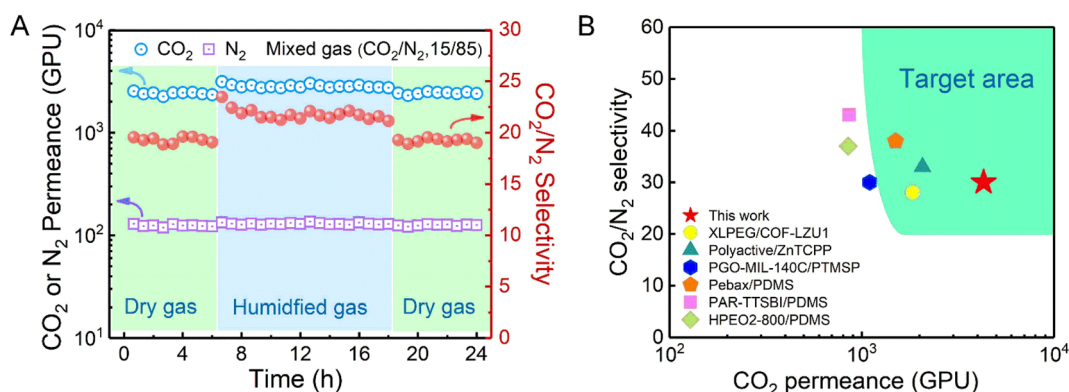 A
CO₂ or N₂ Permeance (GPU)
10⁴
10³
10²
10¹
CO₂ N₂ Mixed gas (CO₂/N₂,15/85)
Dry gas
Humidfied gas
Dry gas
0 4 8 12 16 20 24
Time (h)
30
25
20
15
10
5
0
CO₂/N₂ Selectivity
B
CO₂/N₂ selectivity
60
50
40
30
20
10
0
Target area
This work
XLPEG/COF-LZU1
Polyactive/ZnTCPP
PGO-MIL-140C/PTMSP
Pebax/PDMS
PAR-TTSBI/PDMS
HPEO2-800/PDMS
10² 10³ 10⁴
CO₂ permeance (GPU)